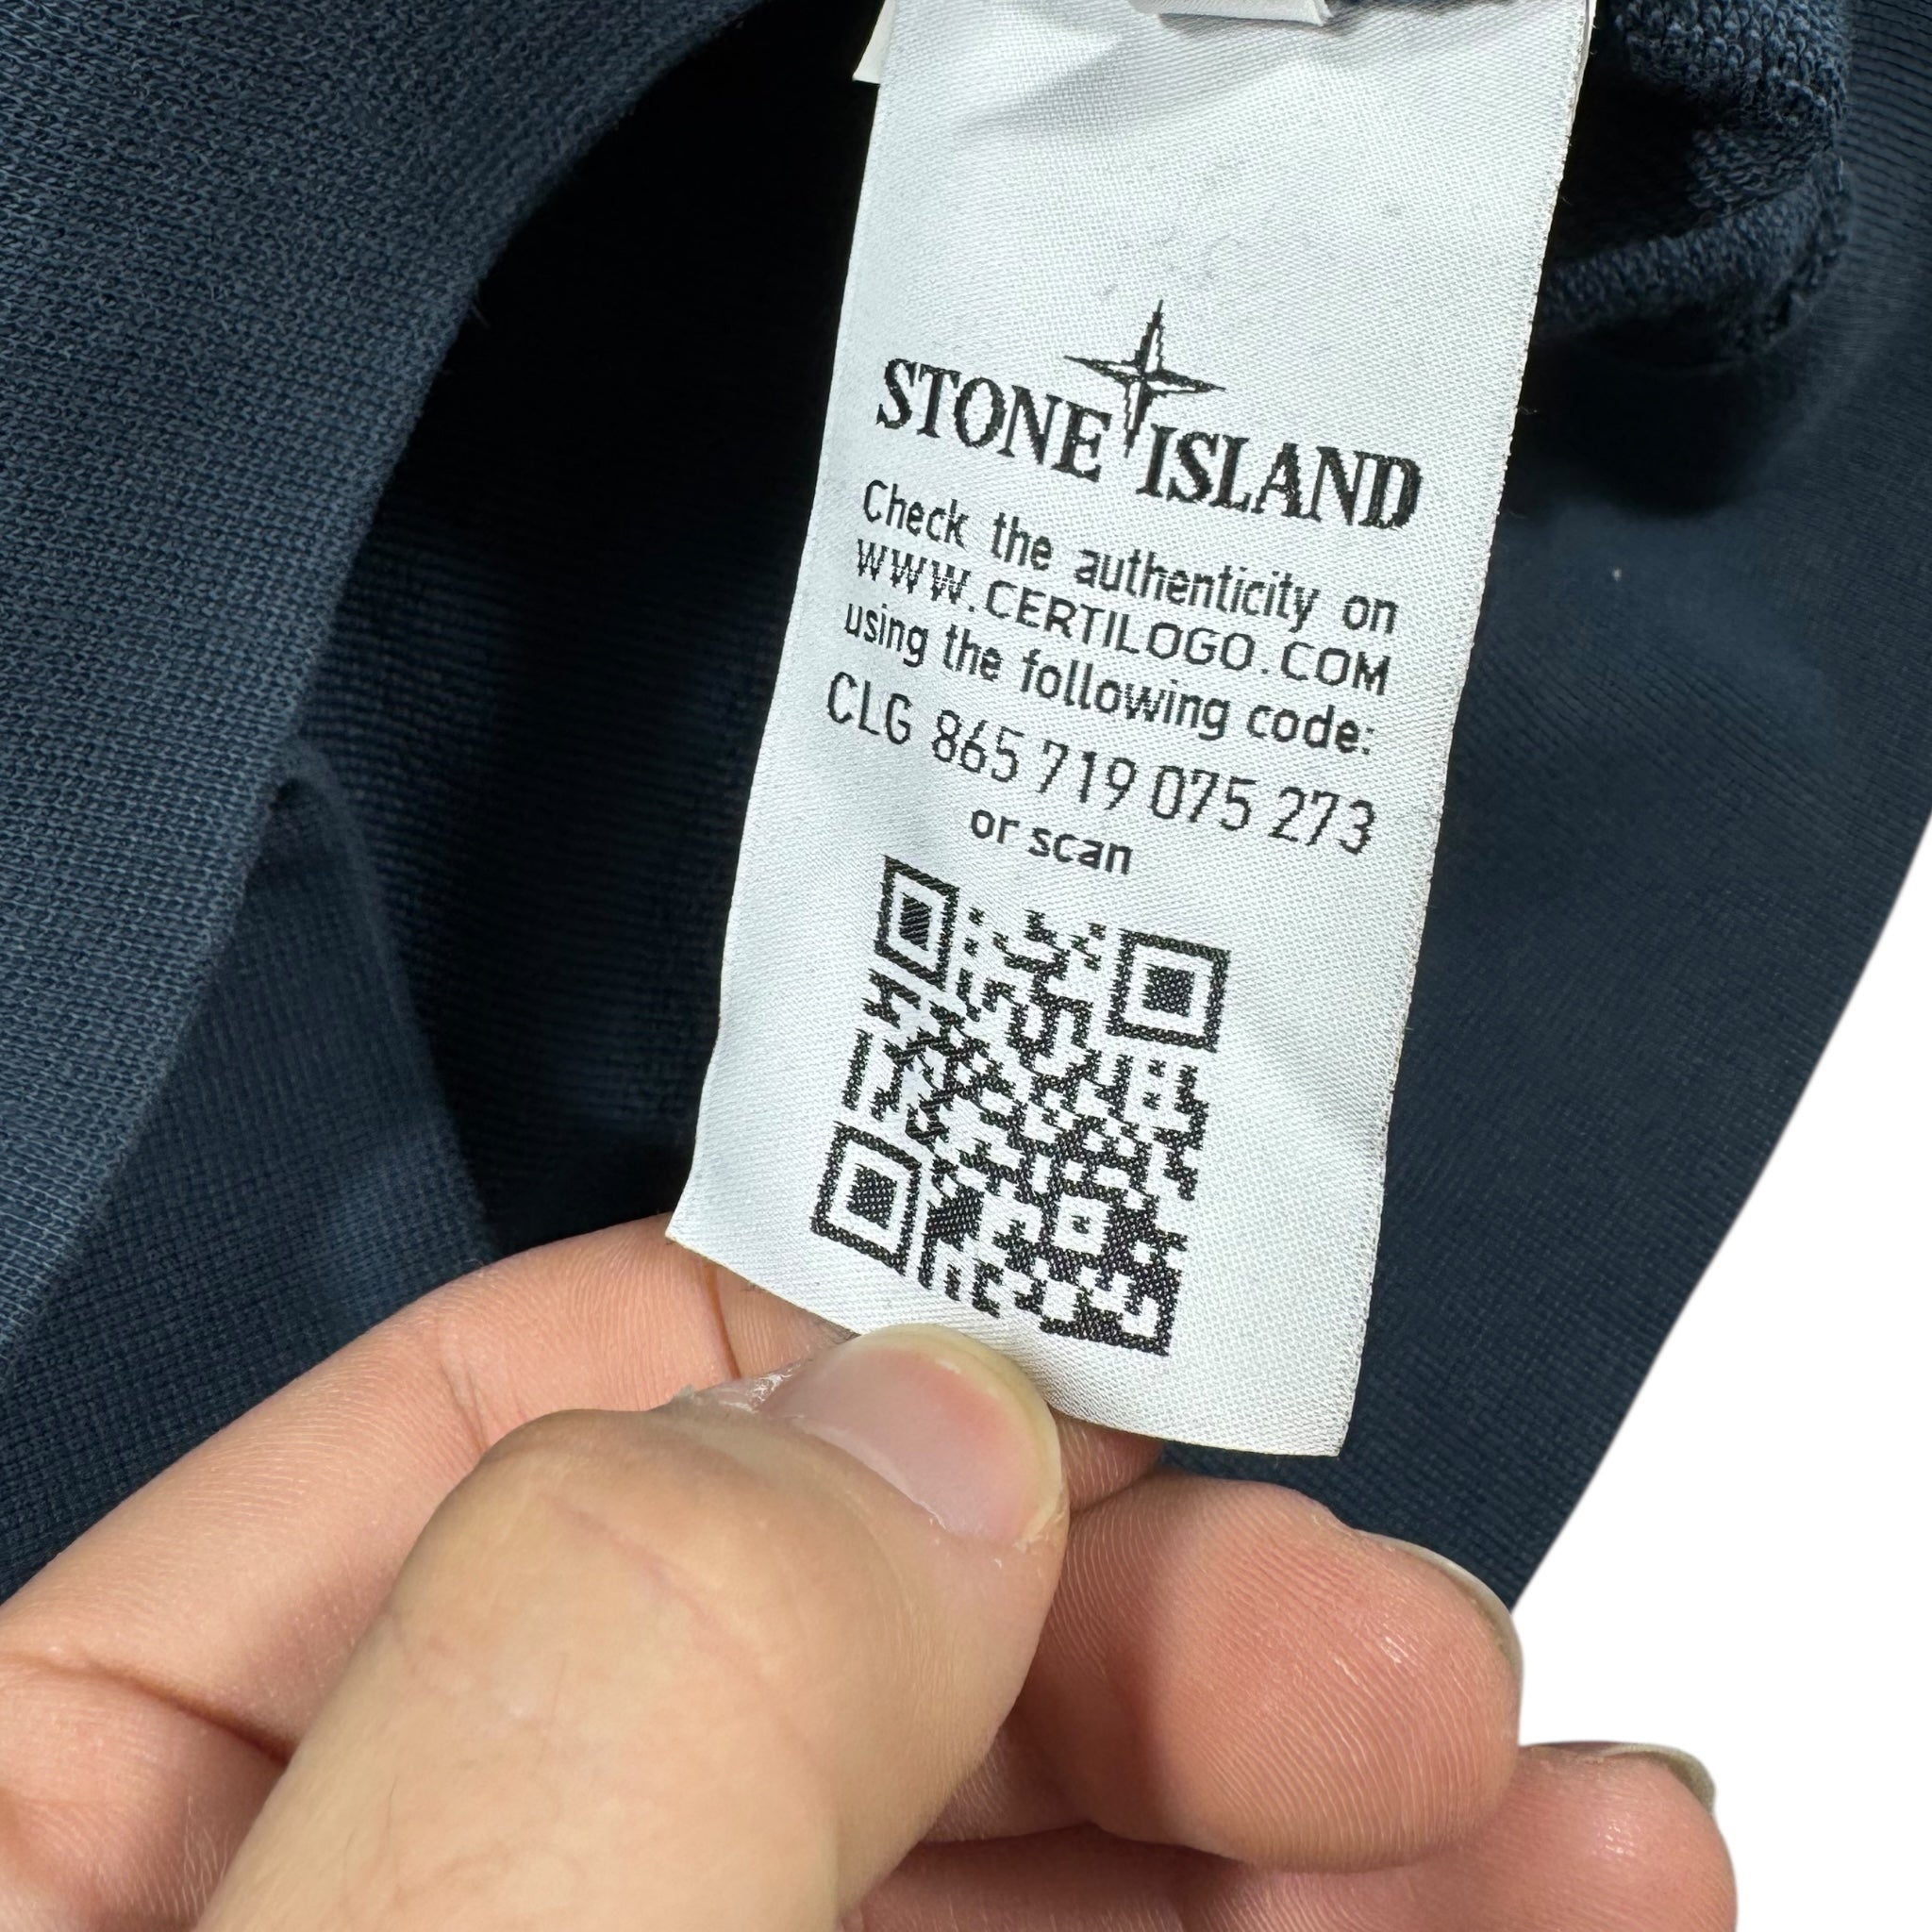 STONE ISLAND
Check the authenticity on
WWW.CERTILOGO.COM
using the following code:
CLG 865 719 075 273
or scan